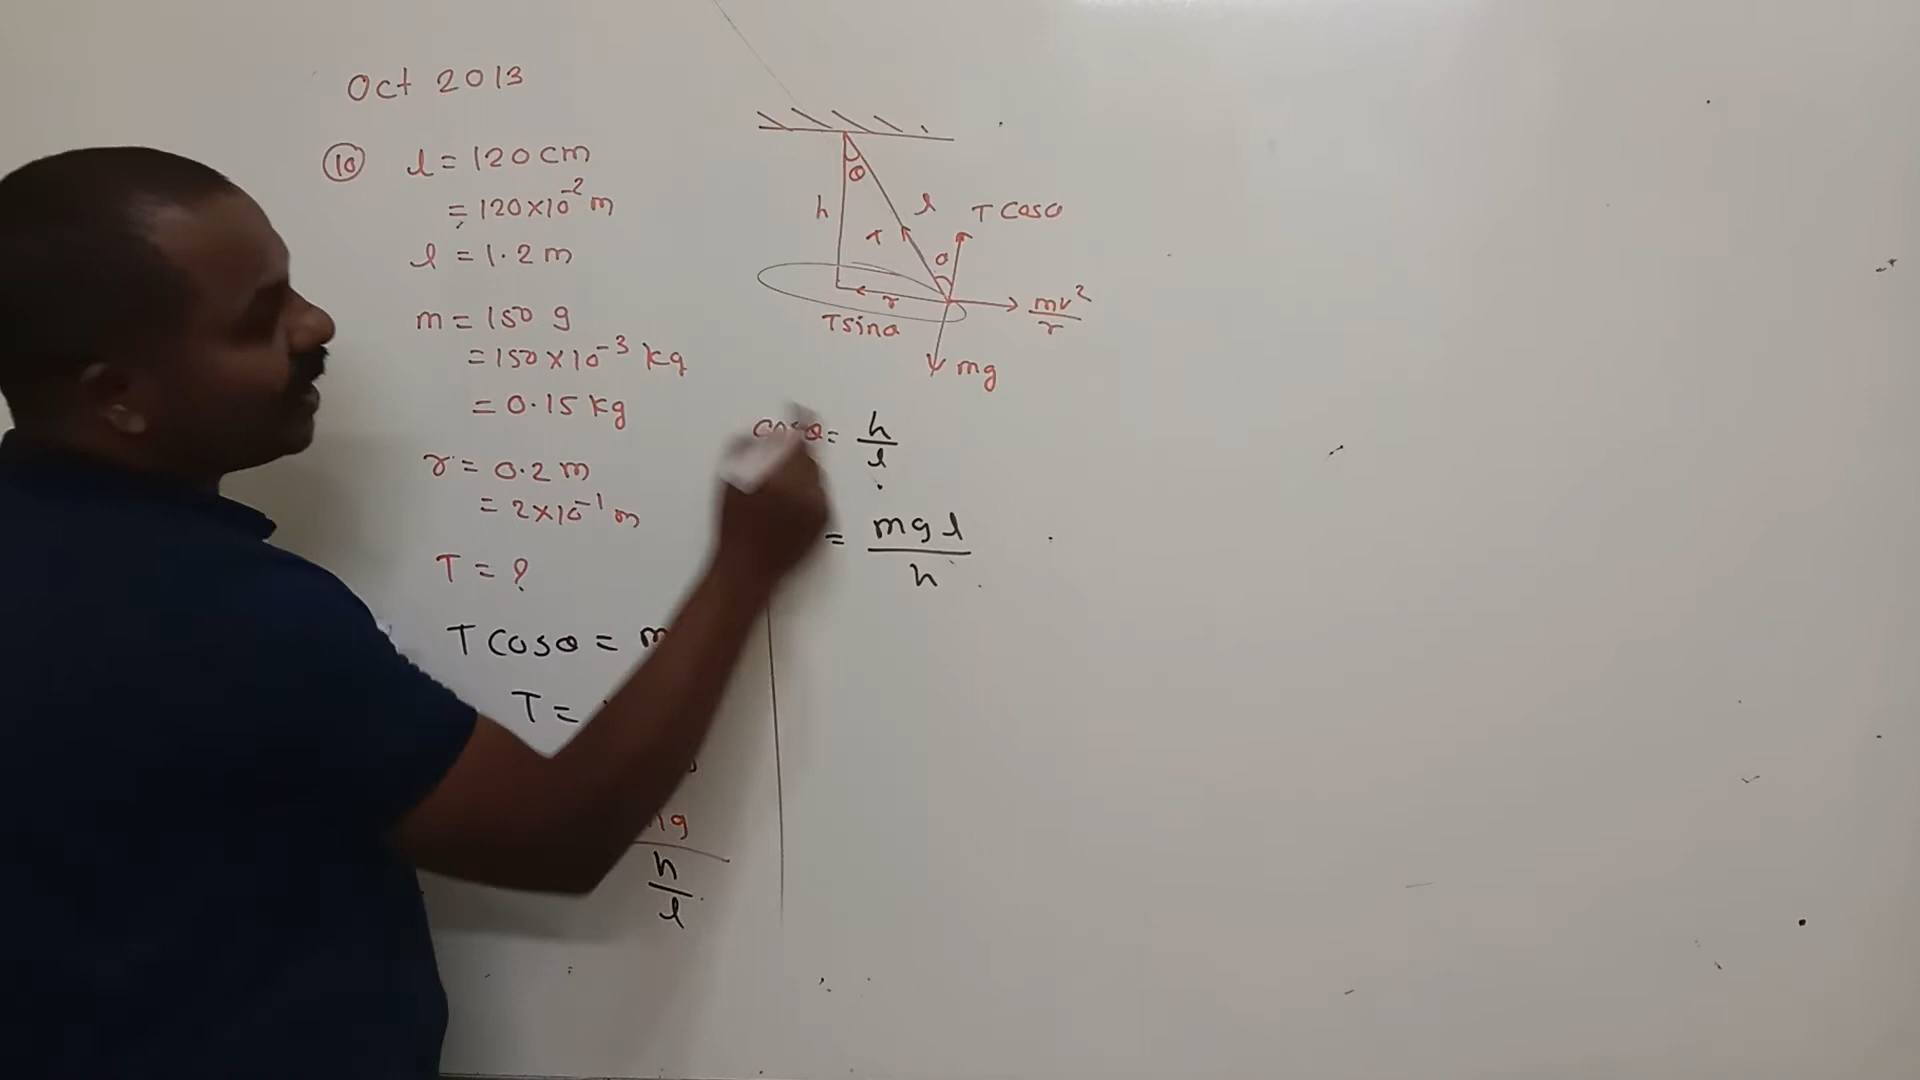 Oct 2013
10 l = 120 cm
= 120×10⁻² m
l = 1.2 m
m = 150 g
= 150×10⁻³ kg
= 0.15 kg
r = 0.2 m
= 2×10⁻¹ m
T = ?
T cosθ =
T =
mg
h
l
θ
h
l
T cosθ
T
θ
r
mv²
r
T sinθ
mg
cosθ = h
l
= mgl
h